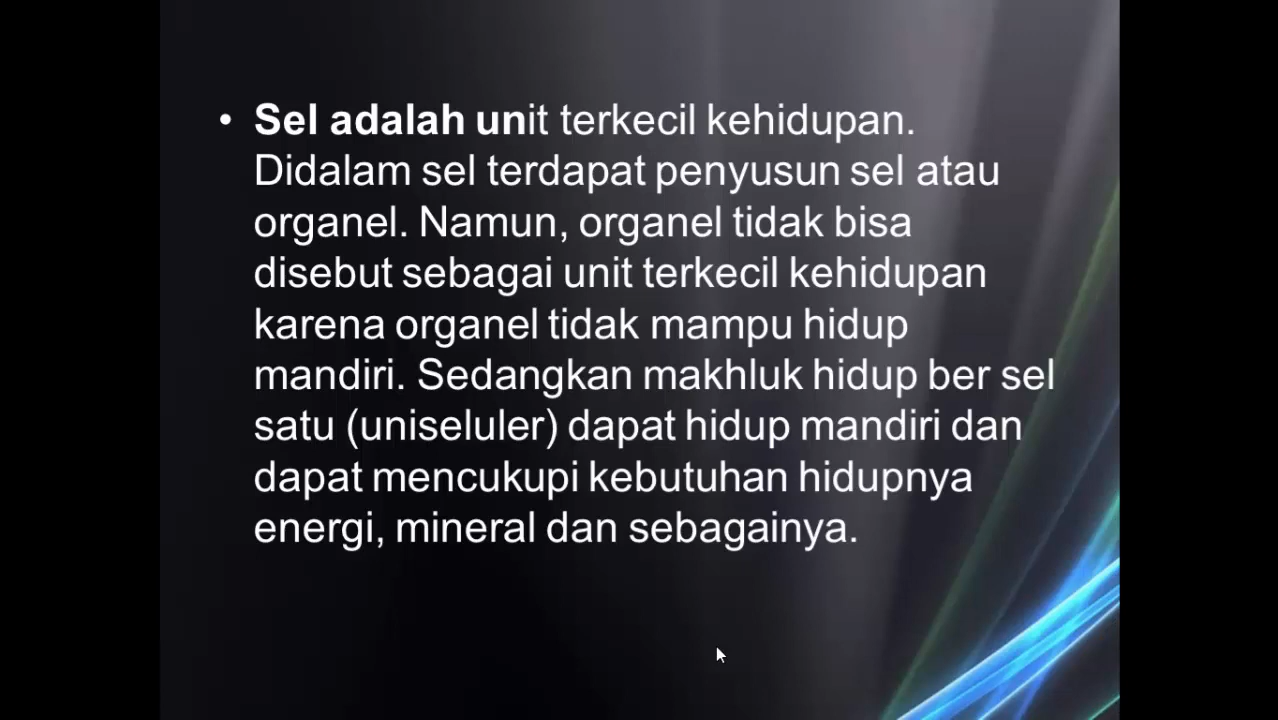 • Sel adalah unit terkecil kehidupan.
Didalam sel terdapat penyusun sel atau
organel. Namun, organel tidak bisa
disebut sebagai unit terkecil kehidupan
karena organel tidak mampu hidup
mandiri. Sedangkan makhluk hidup ber sel
satu (uniseluler) dapat hidup mandiri dan
dapat mencukupi kebutuhan hidupnya
energi, mineral dan sebagainya.